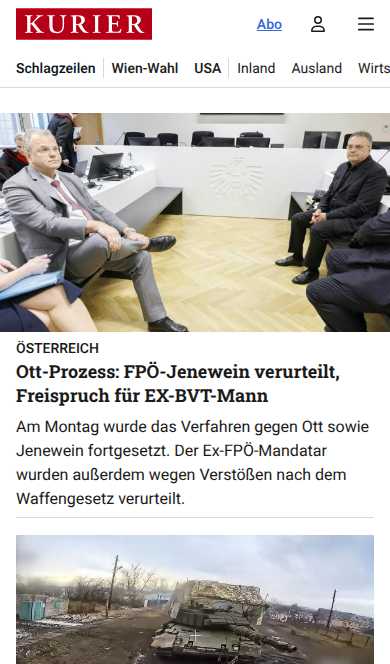 KURIER
Abo
Schlagzeilen Wien-Wahl USA Inland Ausland Wirts
ÖSTERREICH
Ott-Prozess: FPÖ-Jenewein verurteilt,
Freispruch für EX-BVT-Mann
Am Montag wurde das Verfahren gegen Ott sowie
Jenewein fortgesetzt. Der Ex-FPÖ-Mandatar
wurden außerdem wegen Verstößen nach dem
Waffengesetz verurteilt.